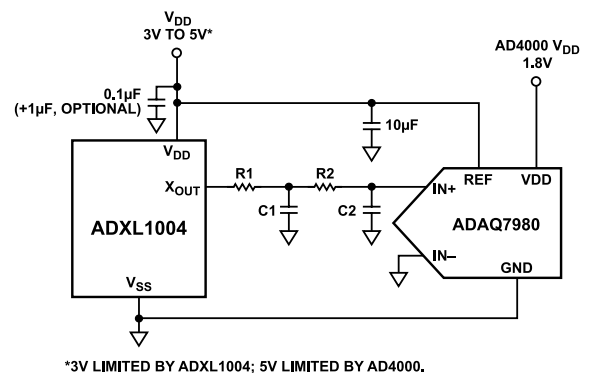 VDD
3V TO 5V*
AD4000 VDD
1.8V
0.1µF
(+1µF, OPTIONAL)
10µF
VDD
R1
R2
XOUT
IN+
REF
VDD
C1
C2
ADXL1004
ADAQ7980
IN–
GND
VSS
*3V LIMITED BY ADXL1004; 5V LIMITED BY AD4000.